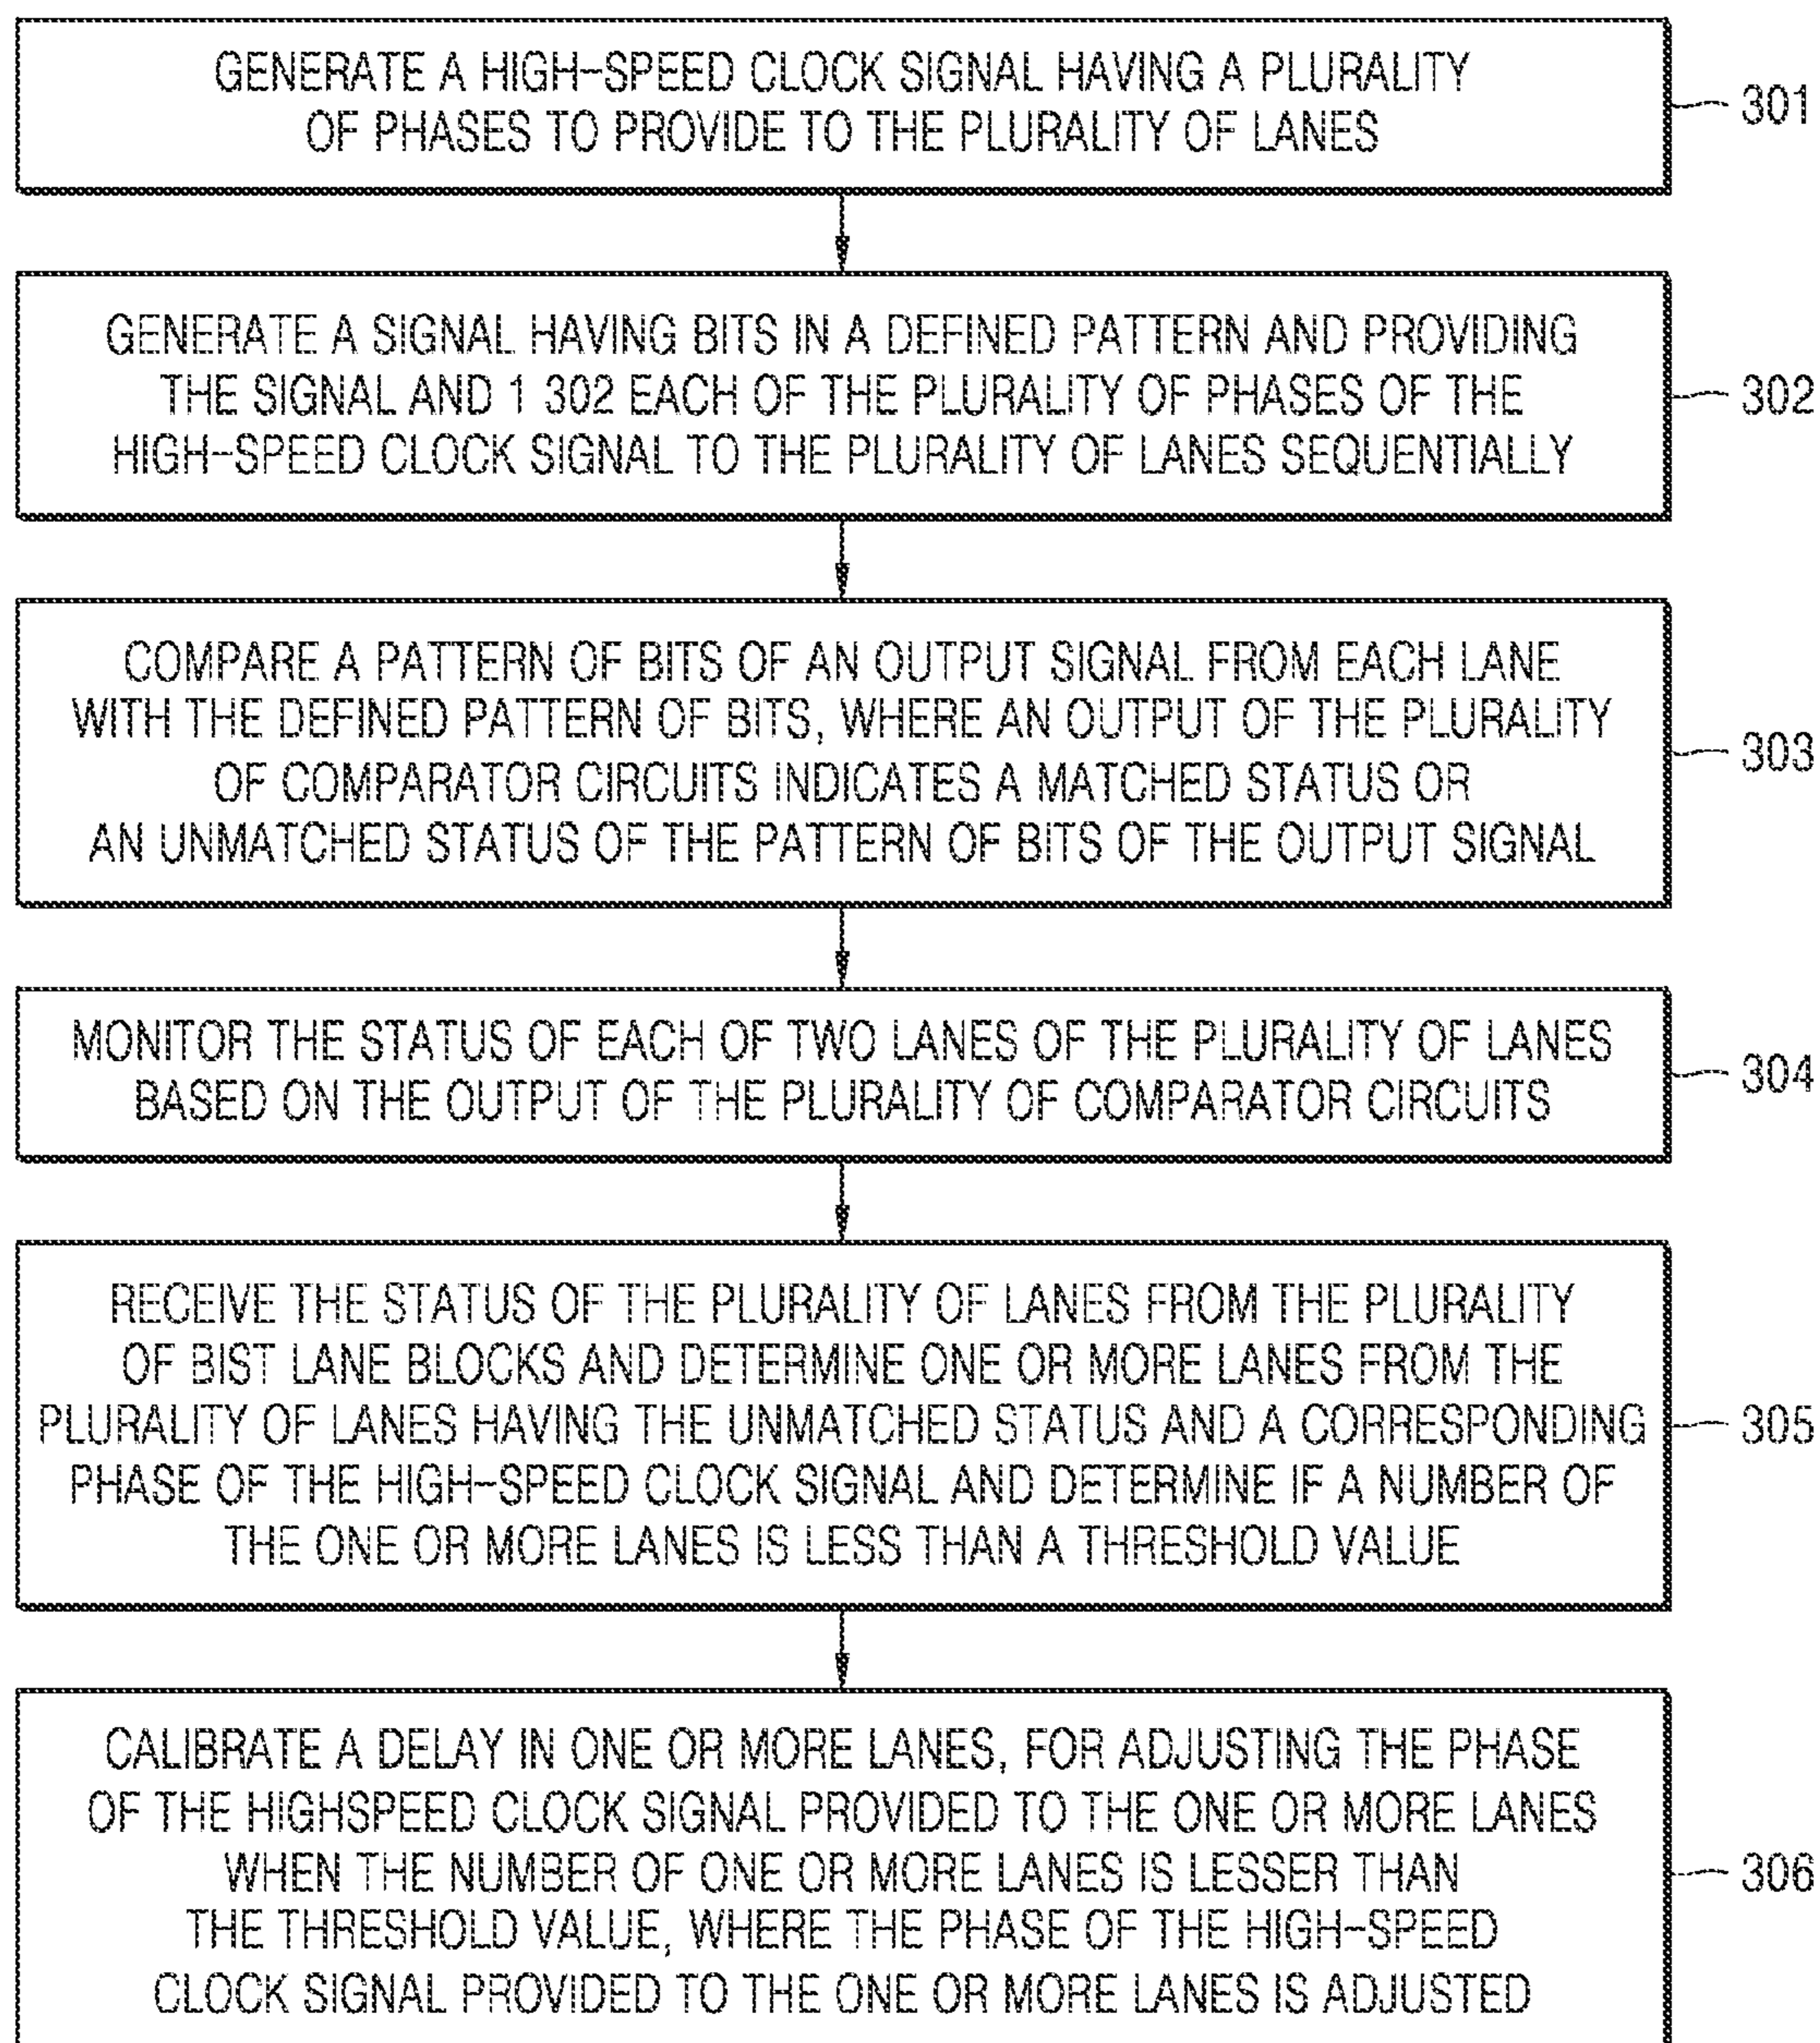 GENERATE A HIGH-SPEED CLOCK SIGNAL HAVING A PLURALITY
OF PHASES TO PROVIDE TO THE PLURALITY OF LANES
301
GENERATE A SIGNAL HAVING BITS IN A DEFINED PATTERN AND PROVIDING
THE SIGNAL AND 1 302 EACH OF THE PLURALITY OF PHASES OF THE
HIGH-SPEED CLOCK SIGNAL TO THE PLURALITY OF LANES SEQUENTIALLY
302
COMPARE A PATTERN OF BITS OF AN OUTPUT SIGNAL FROM EACH LANE
WITH THE DEFINED PATTERN OF BITS, WHERE AN OUTPUT OF THE PLURALITY
OF COMPARATOR CIRCUITS INDICATES A MATCHED STATUS OR
AN UNMATCHED STATUS OF THE PATTERN OF BITS OF THE OUTPUT SIGNAL
303
MONITOR THE STATUS OF EACH OF TWO LANES OF THE PLURALITY OF LANES
BASED ON THE OUTPUT OF THE PLURALITY OF COMPARATOR CIRCUITS
304
RECEIVE THE STATUS OF THE PLURALITY OF LANES FROM THE PLURALITY
OF BIST LANE BLOCKS AND DETERMINE ONE OR MORE LANES FROM THE
PLURALITY OF LANES HAVING THE UNMATCHED STATUS AND A CORRESPONDING
PHASE OF THE HIGH-SPEED CLOCK SIGNAL AND DETERMINE IF A NUMBER OF
THE ONE OR MORE LANES IS LESS THAN A THRESHOLD VALUE
305
CALIBRATE A DELAY IN ONE OR MORE LANES, FOR ADJUSTING THE PHASE
OF THE HIGHSPEED CLOCK SIGNAL PROVIDED TO THE ONE OR MORE LANES
WHEN THE NUMBER OF ONE OR MORE LANES IS LESSER THAN
THE THRESHOLD VALUE, WHERE THE PHASE OF THE HIGH-SPEED
CLOCK SIGNAL PROVIDED TO THE ONE OR MORE LANES IS ADJUSTED
306